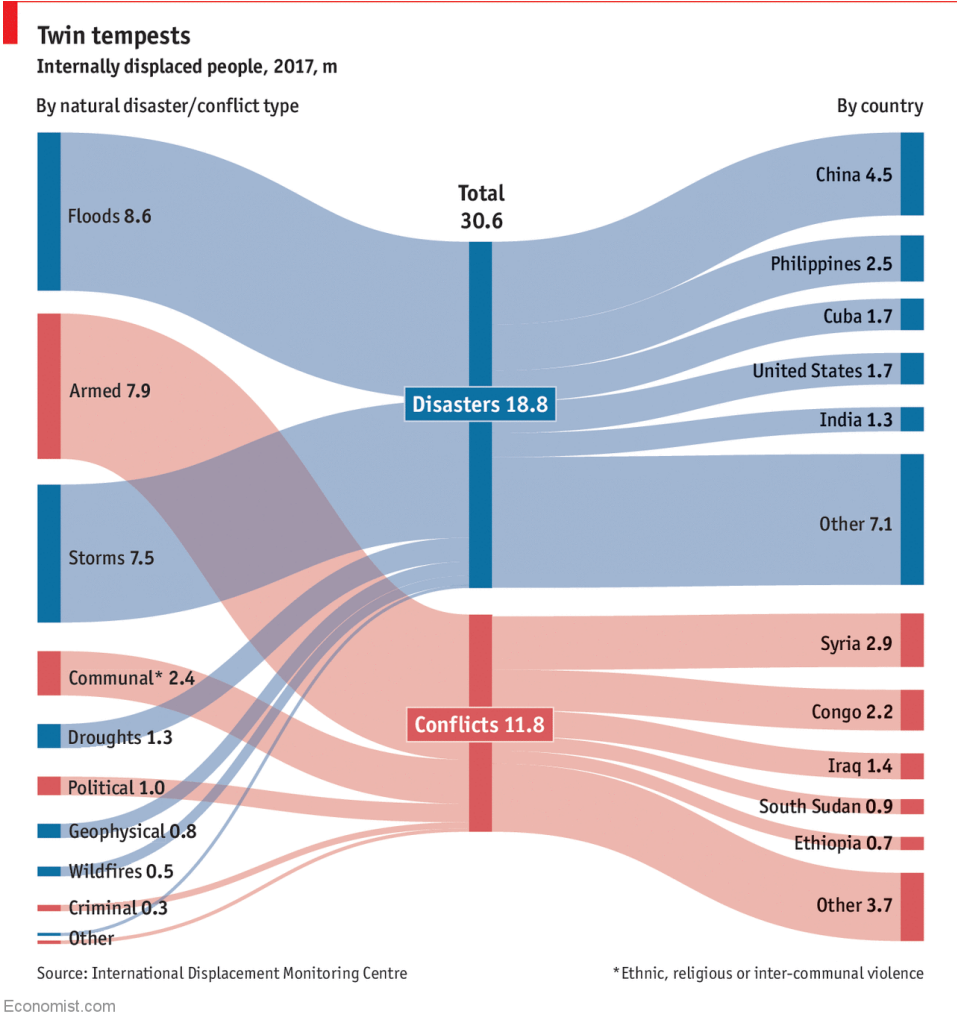 Twin tempests
Internally displaced people, 2017, m
By natural disaster/conflict type
By country
Total
30.6
Floods 8.6
Armed 7.9
Storms 7.5
Communal* 2.4
Droughts 1.3
Political 1.0
Geophysical 0.8
Wildfires 0.5
Criminal 0.3
Other
Disasters 18.8
Conflicts 11.8
China 4.5
Philippines 2.5
Cuba 1.7
United States 1.7
India 1.3
Other 7.1
Syria 2.9
Congo 2.2
Iraq 1.4
South Sudan 0.9
Ethiopia 0.7
Other 3.7
Source: International Displacement Monitoring Centre
*Ethnic, religious or inter-communal violence
Economist.com